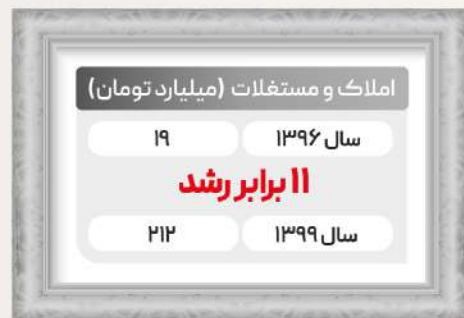 املاک و مستغلات (میلیارد تومان)
سال ۱۳۹۶ ۱۹
۱۱ برابر رشد
سال ۱۳۹۹ ۲۱۲